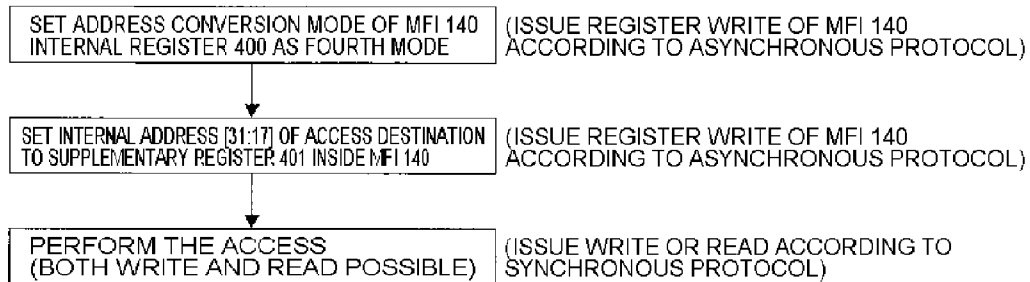 SET ADDRESS CONVERSION MODE OF MFI 140
INTERNAL REGISTER 400 AS FOURTH MODE
(ISSUE REGISTER WRITE OF MFI 140
ACCORDING TO ASYNCHRONOUS PROTOCOL)
SET INTERNAL ADDRESS [31:17] OF ACCESS DESTINATION
TO SUPPLEMENTARY REGISTER 401 INSIDE MFI 140
(ISSUE REGISTER WRITE OF MFI 140
ACCORDING TO ASYNCHRONOUS PROTOCOL)
PERFORM THE ACCESS
(BOTH WRITE AND READ POSSIBLE)
(ISSUE WRITE OR READ ACCORDING TO
SYNCHRONOUS PROTOCOL)